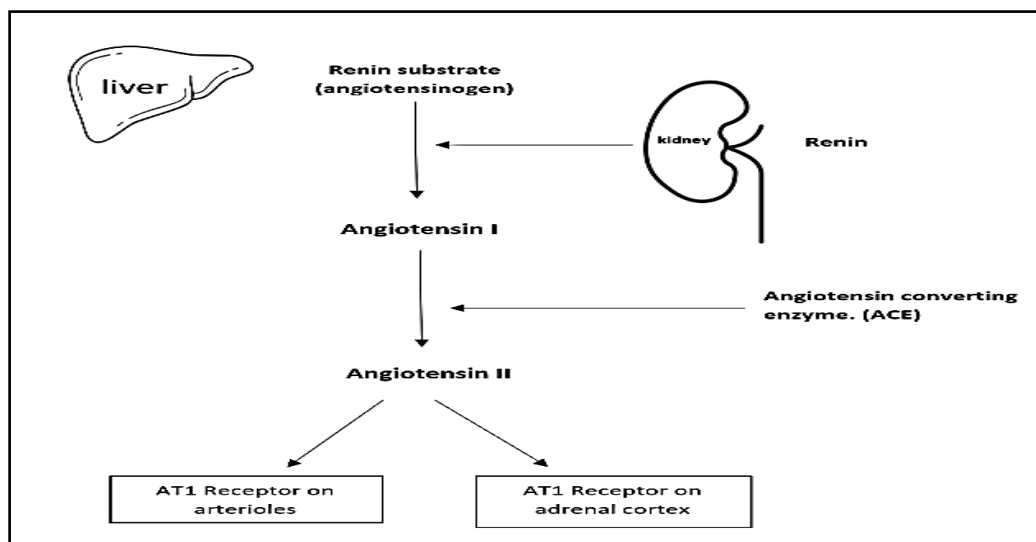 liver
Renin substrate
(angiotensinogen)
kidney
Renin
Angiotensin I
Angiotensin converting
enzyme. (ACE)
Angiotensin II
AT1 Receptor on
arterioles
AT1 Receptor on
adrenal cortex